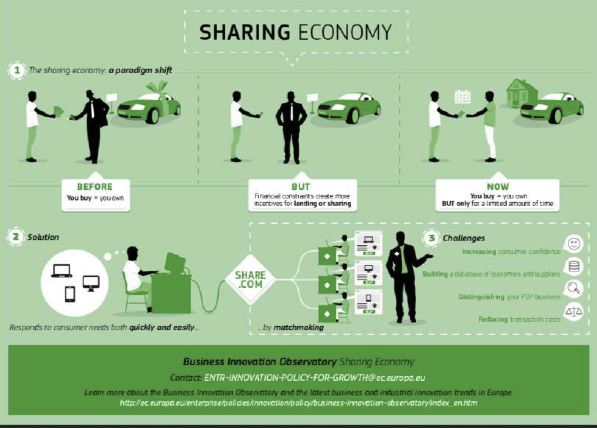 SHARING ECONOMY
1 The sharing economy: a paradigm shift
BEFORE
You buy = you own
BUT
Financial constraints create more
incentives for lending or sharing
NOW
You buy = you own
BUT only for a limited amount of time
2 Solution
SHARE
.COM
Responds to consumer needs both quickly and easily...
...by matchmaking
3 Challenges
Increasing consumer confidence
Building a database of customers and suppliers
Distinguishing your P2P business
Reducing transaction costs
Business Innovation Observatory Sharing Economy
Contact: ENTR-INNOVATION-POLICY-FOR-GROWTH@ec.europa.eu
Learn more about the Business Innovation Observatory and the latest business and industrial innovation trends in Europe:
http://ec.europa.eu/enterprise/policies/innovation/policy/business-innovation-observatory/index_en.htm